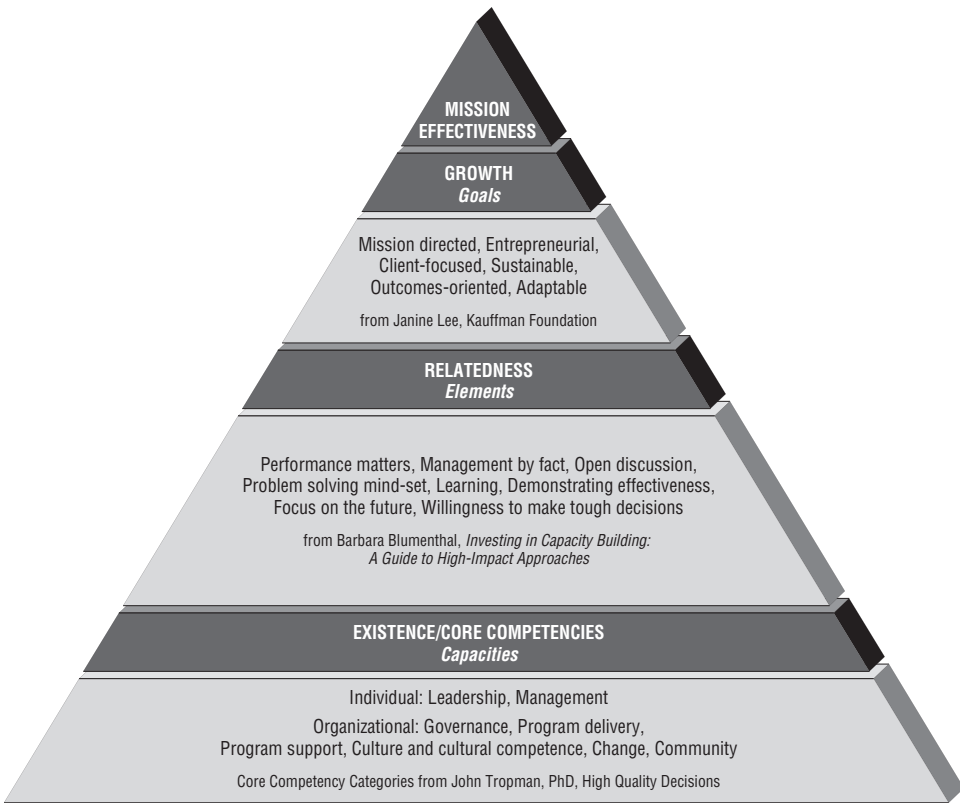 MISSION
EFFECTIVENESS
GROWTH
Goals
Mission directed, Entrepreneurial,
Client-focused, Sustainable,
Outcomes-oriented, Adaptable
from Janine Lee, Kauffman Foundation
RELATEDNESS
Elements
Performance matters, Management by fact, Open discussion,
Problem solving mind-set, Learning, Demonstrating effectiveness,
Focus on the future, Willingness to make tough decisions
from Barbara Blumenthal, Investing in Capacity Building:
A Guide to High-Impact Approaches
EXISTENCE/CORE COMPETENCIES
Capacities
Individual: Leadership, Management
Organizational: Governance, Program delivery,
Program support, Culture and cultural competence, Change, Community
Core Competency Categories from John Tropman, PhD, High Quality Decisions